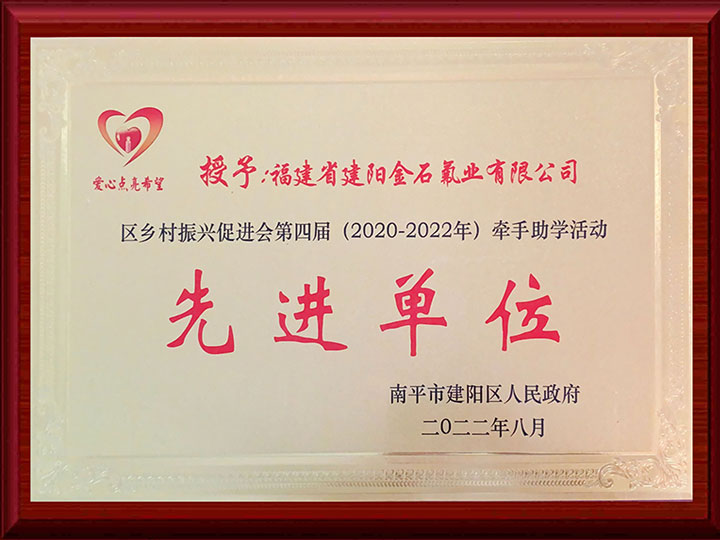 爱心点亮希望
授予:福建省建阳金石氟业有限公司
区乡村振兴促进会第四届（2020-2022年）牵手助学活动
先进单位
南平市建阳区人民政府
二0二二年八月